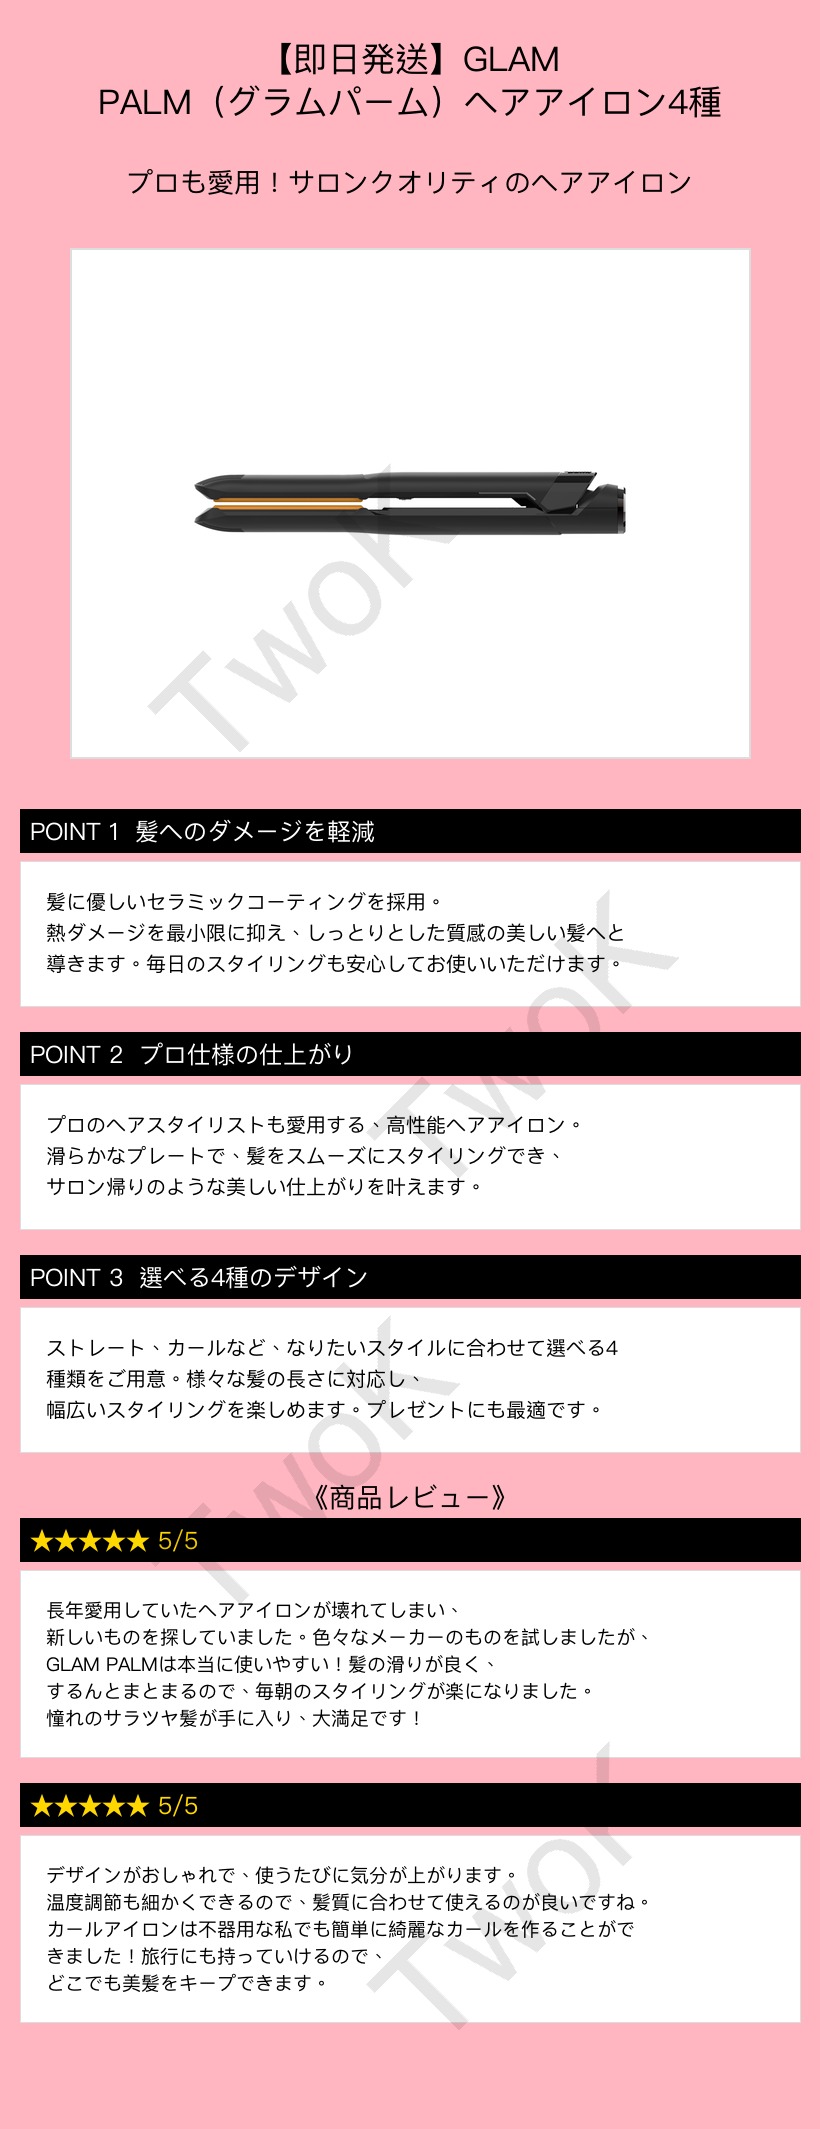 【即日発送】GLAM
PALM（グラムパーム）ヘアアイロン4種
プロも愛用！サロンクオリティのヘアアイロン
TwoK
POINT 1 髪へのダメージを軽減
髪に優しいセラミックコーティングを採用。
熱ダメージを最小限に抑え、しっとりとした質感の美しい髪へと
導きます。毎日のスタイリングも安心してお使いいただけます。
TwoK
POINT 2 プロ仕様の仕上がり
プロのヘアスタイリストも愛用する、高性能ヘアアイロン。
滑らかなプレートで、髪をスムーズにスタイリングでき、
サロン帰りのような美しい仕上がりを叶えます。
POINT 3 選べる4種のデザイン
ストレート、カールなど、なりたいスタイルに合わせて選べる4
種類をご用意。様々な髪の長さに対応し、
幅広いスタイリングを楽しめます。プレゼントにも最適です。
TwoK
《商品レビュー》
★★★★★ 5/5
長年愛用していたヘアアイロンが壊れてしまい、
新しいものを探していました。色々なメーカーのものを試しましたが、
GLAM PALMは本当に使いやすい！髪の滑りが良く、
するんとまとまるので、毎朝のスタイリングが楽になりました。
憧れのサラツヤ髪が手に入り、大満足です！
★★★★★ 5/5
デザインがおしゃれで、使うたびに気分が上がります。
温度調節も細かくできるので、髪質に合わせて使えるのが良いですね。
カールアイロンは不器用な私でも簡単に綺麗なカールを作ることがで
きました！旅行にも持っていけるので、
どこでも美髪をキープできます。
TwoK